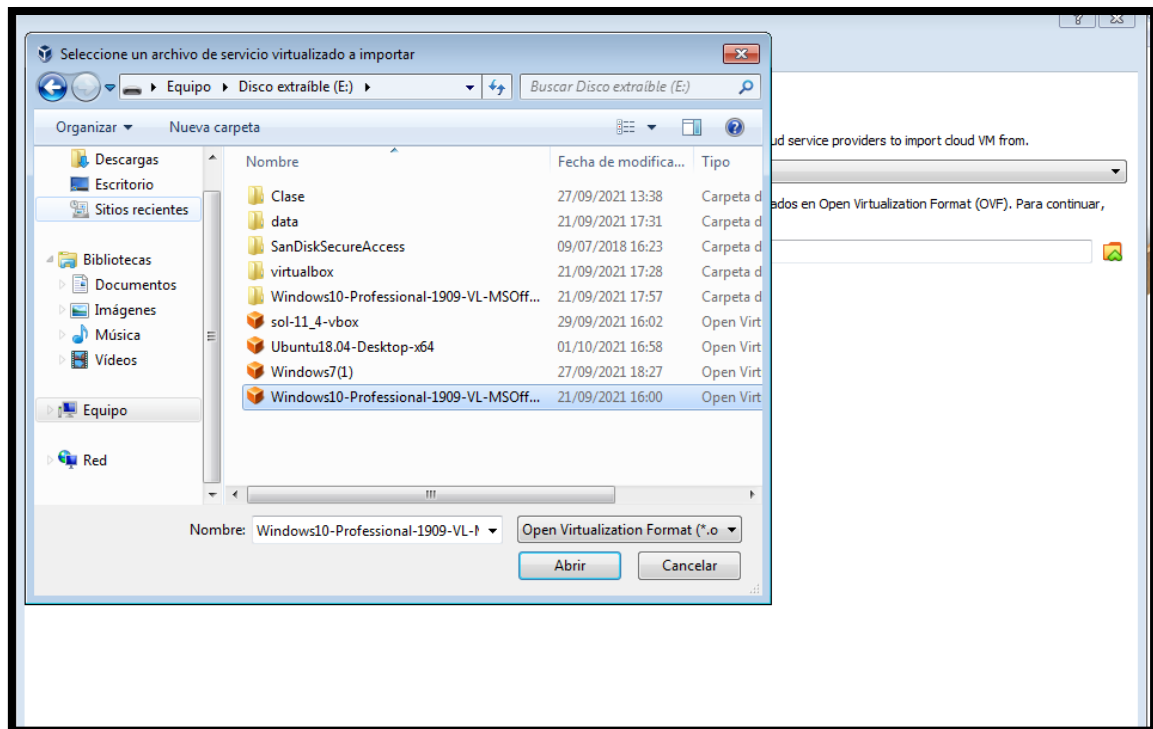 Seleccione un archivo de servicio virtualizado a importar
Equipo Disco extraíble (E:)
Buscar Disco extraíble (E:)
Organizar Nueva carpeta
Descargas
Escritorio
Sitios recientes
Bibliotecas
Documentos
Imágenes
Música
Vídeos
Equipo
Red
Nombre Fecha de modifica... Tipo
Clase 27/09/2021 13:38 Carpeta d
data 21/09/2021 17:31 Carpeta d
SanDiskSecureAccess 09/07/2018 16:23 Carpeta d
virtualbox 21/09/2021 17:28 Carpeta d
Windows10-Professional-1909-VL-MSOff... 21/09/2021 17:57 Carpeta d
sol-11_4-vbox 29/09/2021 16:02 Open Virt
Ubuntu18.04-Desktop-x64 01/10/2021 16:58 Open Virt
Windows7(1) 27/09/2021 18:27 Open Virt
Windows10-Professional-1909-VL-MSOff... 21/09/2021 16:00 Open Virt
Nombre: Windows10-Professional-1909-VL- Open Virtualization Format (*.o
Abrir Cancelar
ud service providers to import cloud VM from.
ados en Open Virtualization Format (OVF). Para continuar,